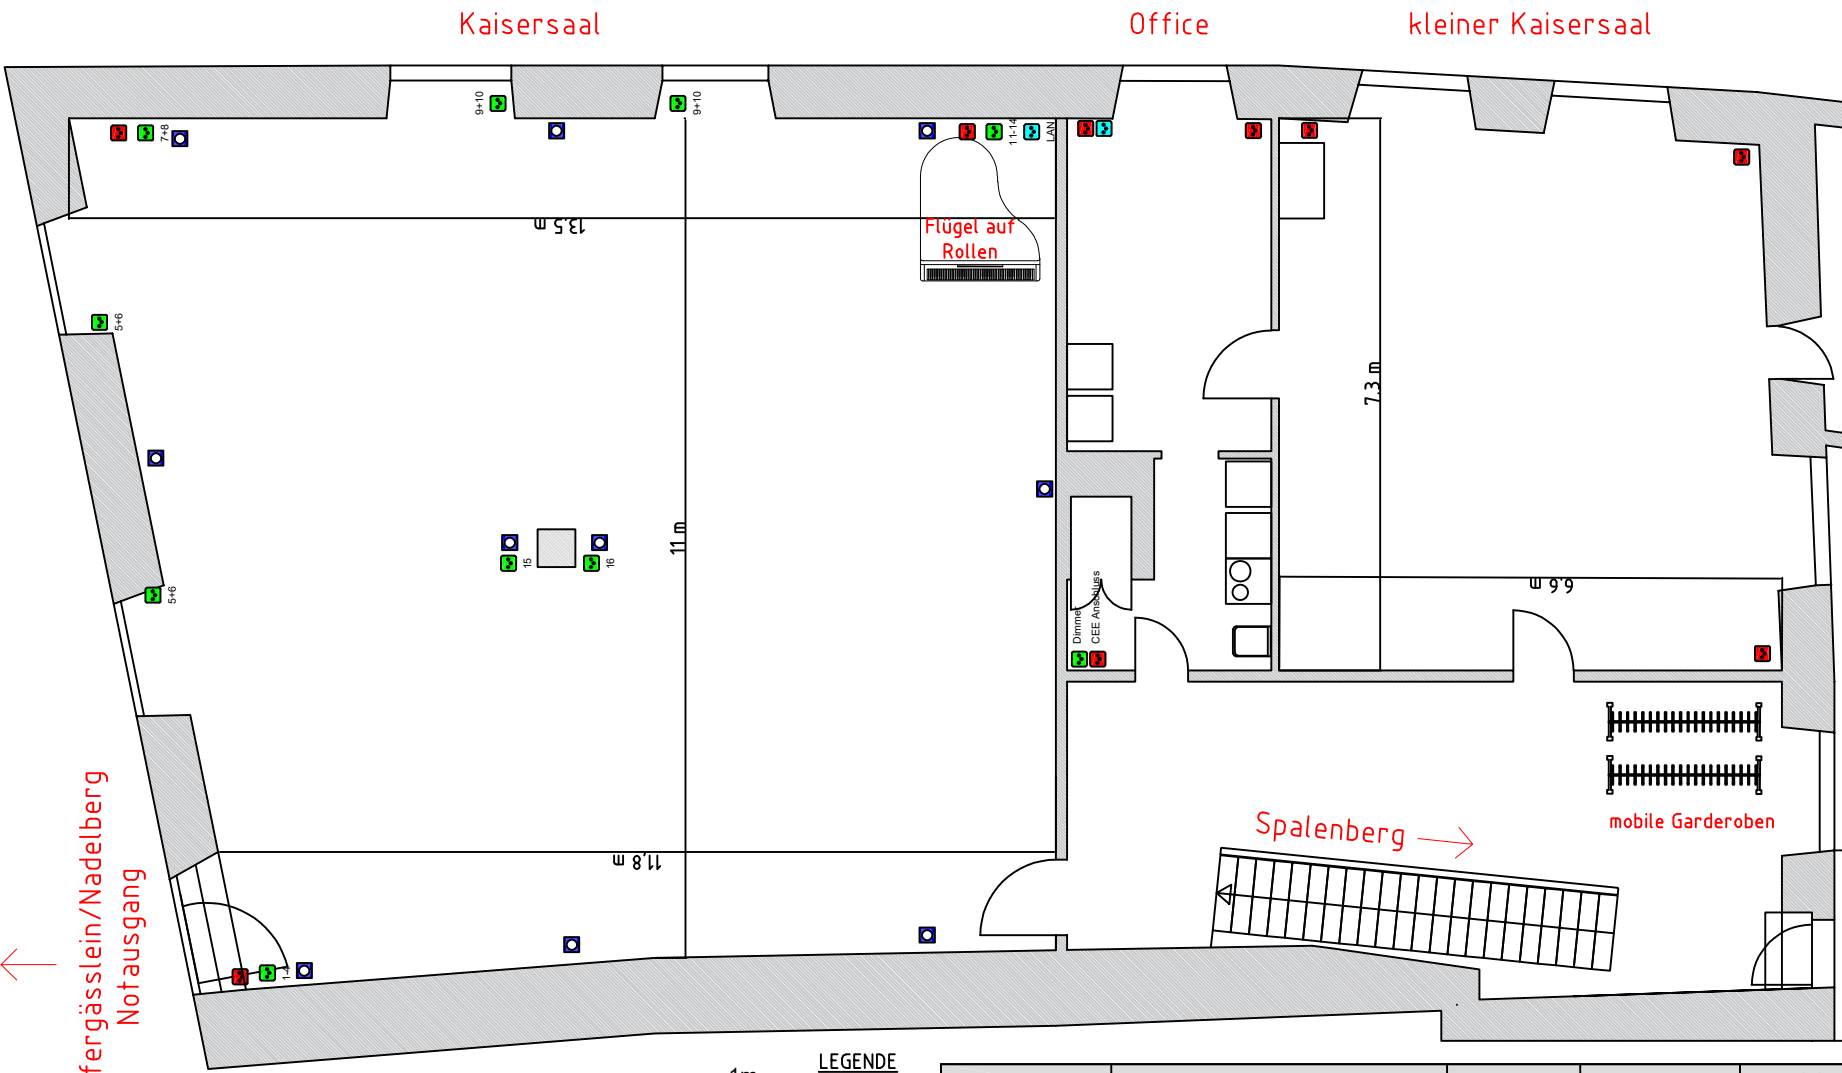 Kaisersaal
Office
kleiner Kaisersaal
9+10
9+10
7+8
11-14
LAN
13.5 m
Flügel auf
Rollen
5+6
7.3 m
11 m
15
16
6.6 m
5+6
Dimmer
CEE Anschluss
mobile Garderoben
Spalenberg
11,8 m
fergässlein/Nadelberg
Notausgang
1-4
LEGENDE
1m